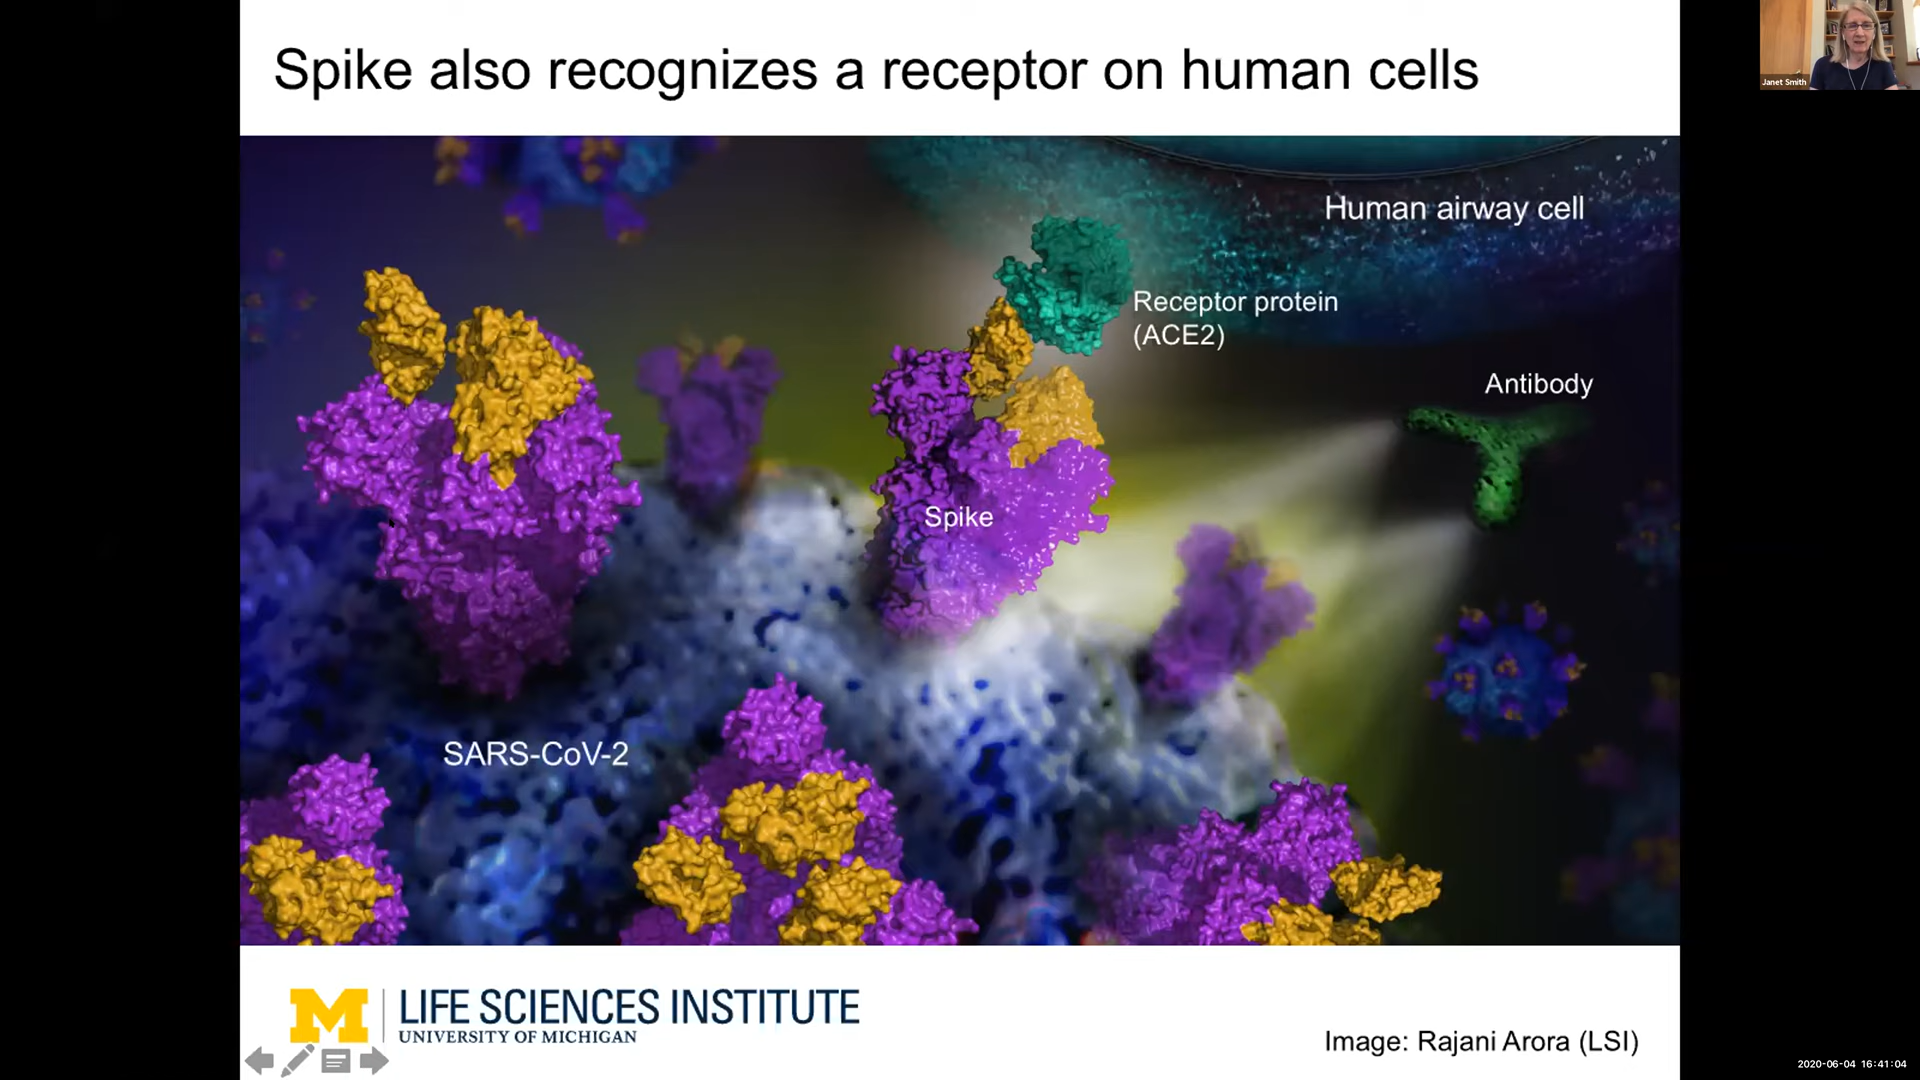 Spike also recognizes a receptor on human cells
Janet Smith
Human airway cell
Receptor protein
(ACE2)
Antibody
Spike
SARS-CoV-2
M LIFE SCIENCES INSTITUTE
UNIVERSITY OF MICHIGAN
Image: Rajani Arora (LSI)
2020-06-04 16:41:04